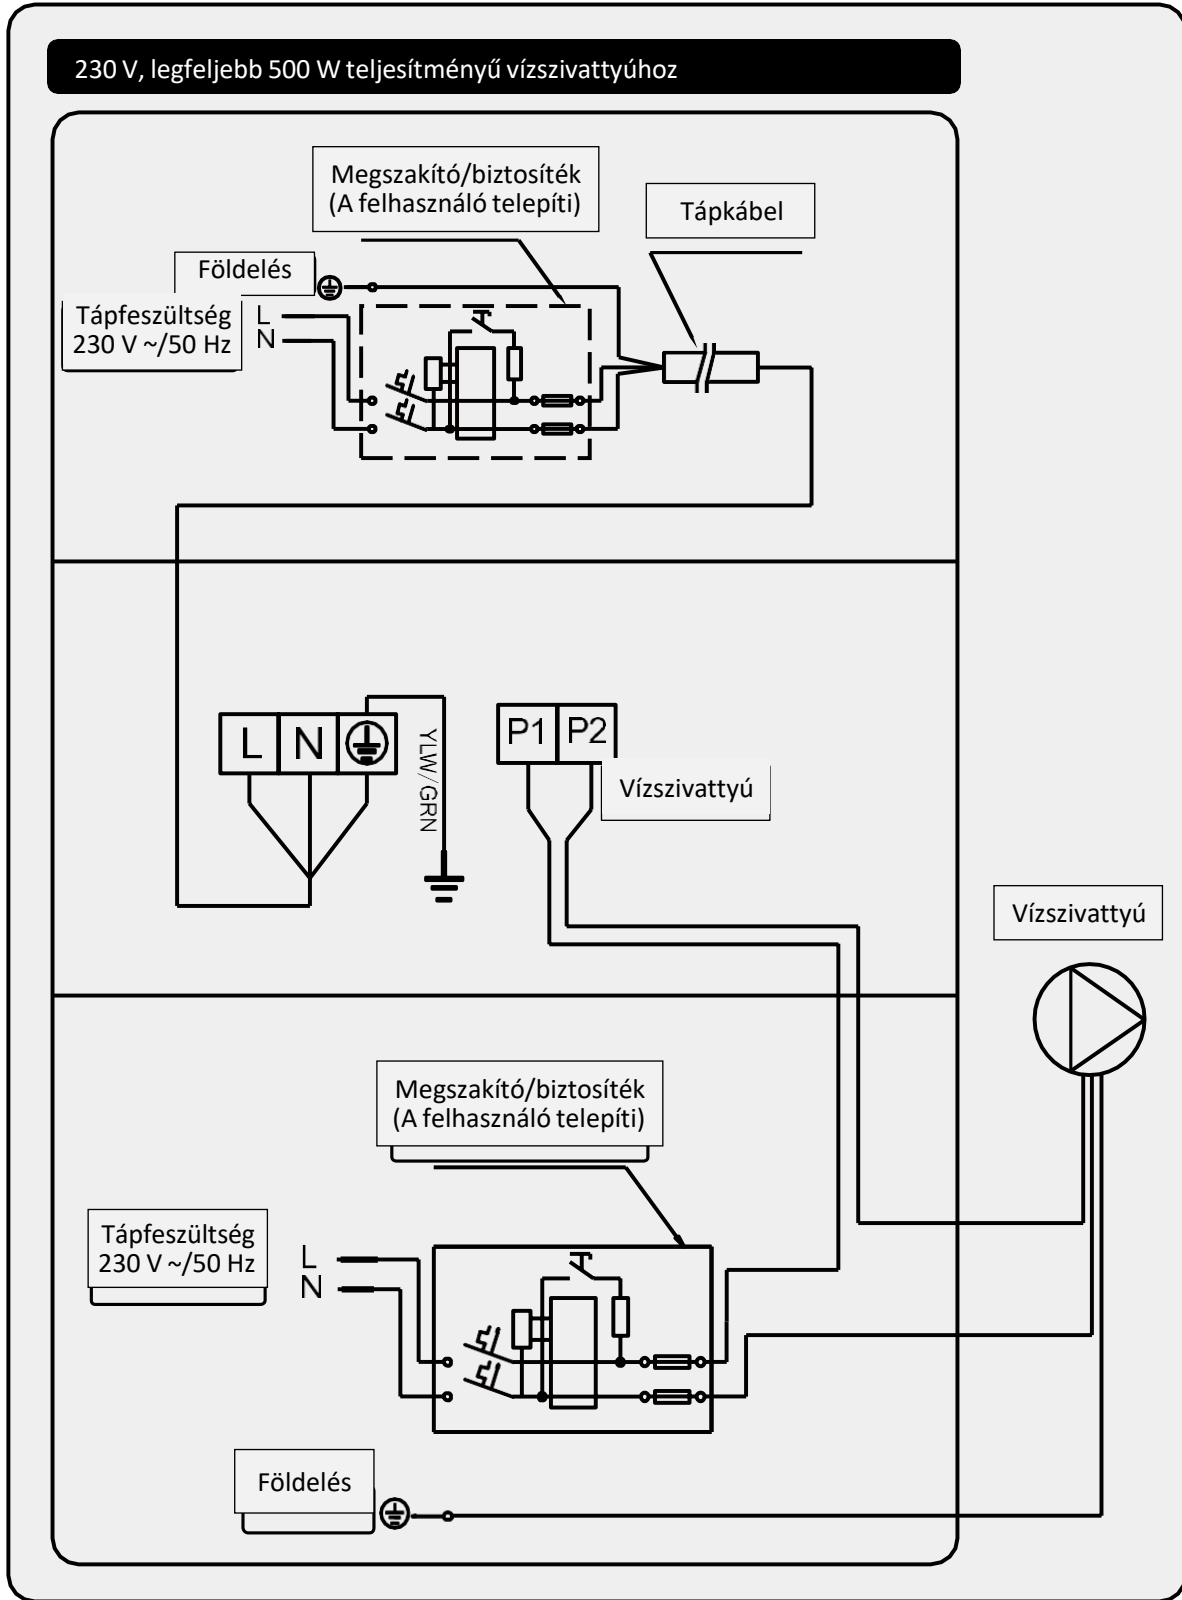 230 V, legfeljebb 500 W teljesítményű vízszivattyúhoz
Megszakító/biztosíték
(A felhasználó telepíti)
Tápkábel
Földelés
Tápfeszültség
230 V ~/50 Hz
L
N
L N
YLW/GRN
P1 P2
Vízszivattyú
Vízszivattyú
Megszakító/biztosíték
(A felhasználó telepíti)
Tápfeszültség
230 V ~/50 Hz
L
N
Földelés